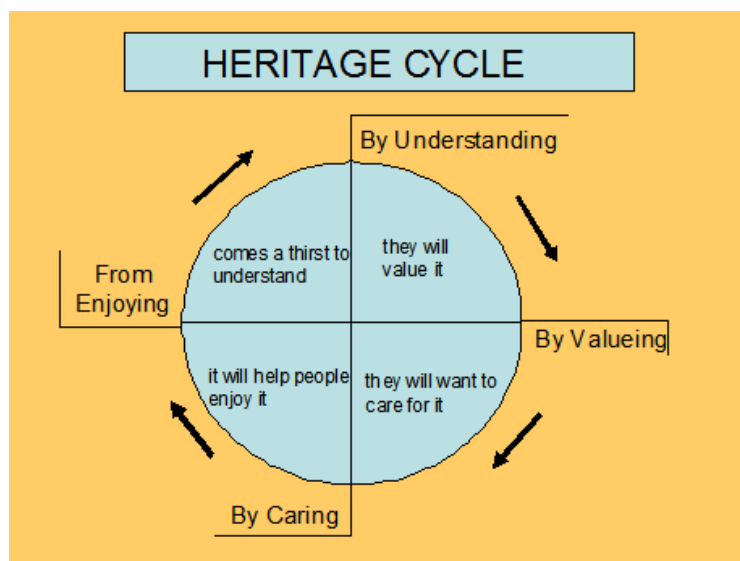 HERITAGE CYCLE
By Understanding
they will
value it
By Valueing
they will want to
care for it
By Caring
it will help people
enjoy it
From
Enjoying
comes a thirst to
understand